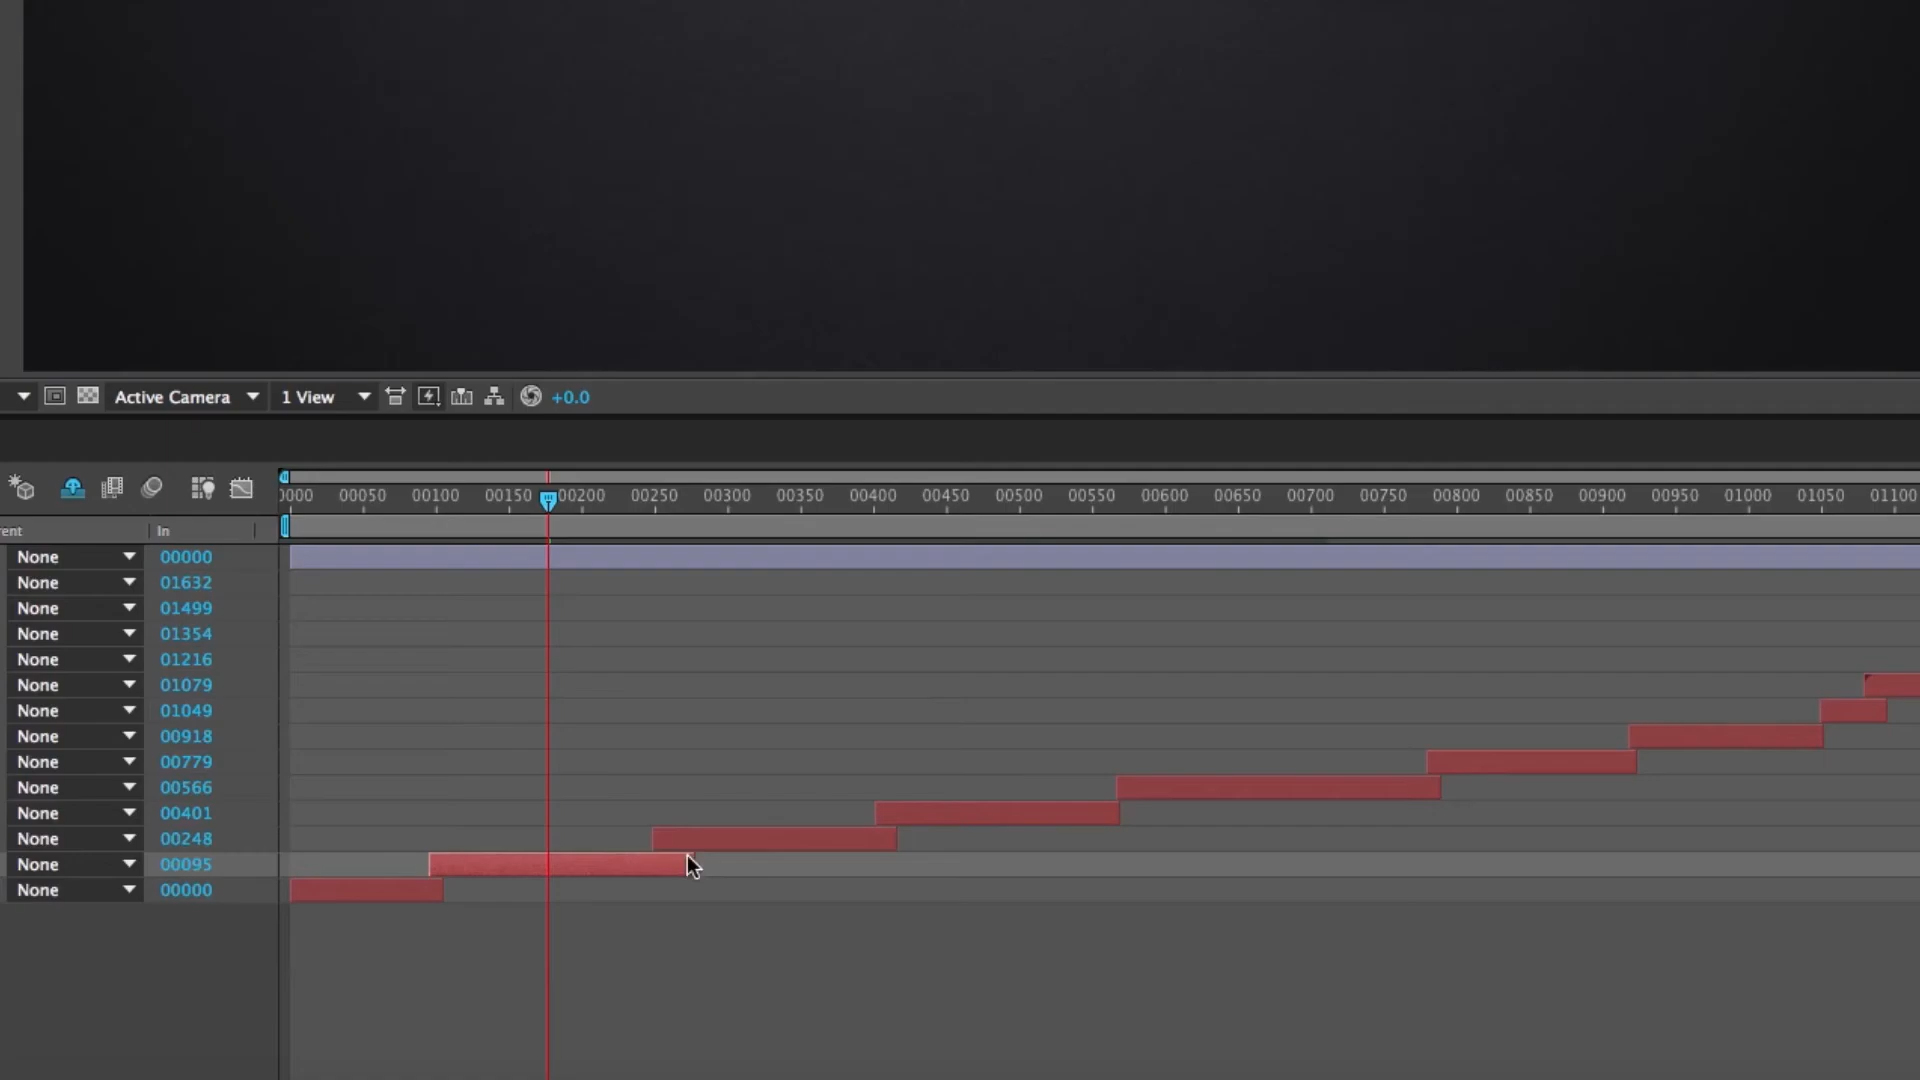 Active Camera 1 View +0.0
0000 00050 00100 00150 00200 00250 00300 00350 00400 00450 00500 00550 00600 00650 00700 00750 00800 00850 00900 00950 01000 01050 01100
rent In
None 00000
None 01632
None 01499
None 01354
None 01216
None 01079
None 01049
None 00918
None 00779
None 00566
None 00401
None 00248
None 00095
None 00000